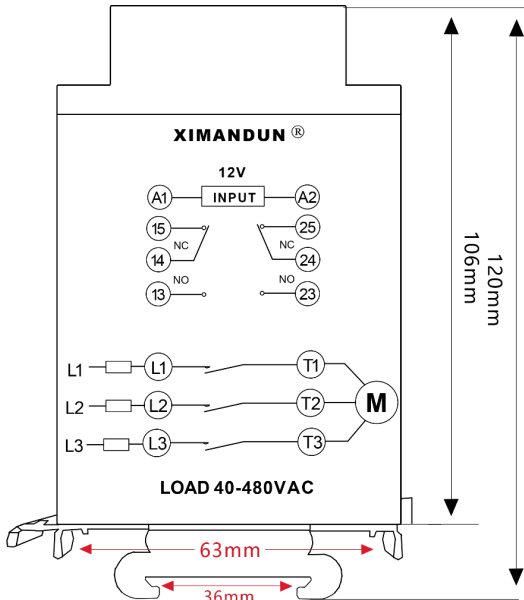 XIMANDUN ®
12V
A1 INPUT A2
15 25
NC NC
14 24
NO NO
13 23
L1 L1 T1
L2 L2 T2 M
L3 L3 T3
LOAD 40-480VAC
63mm
36mm
106mm
120mm